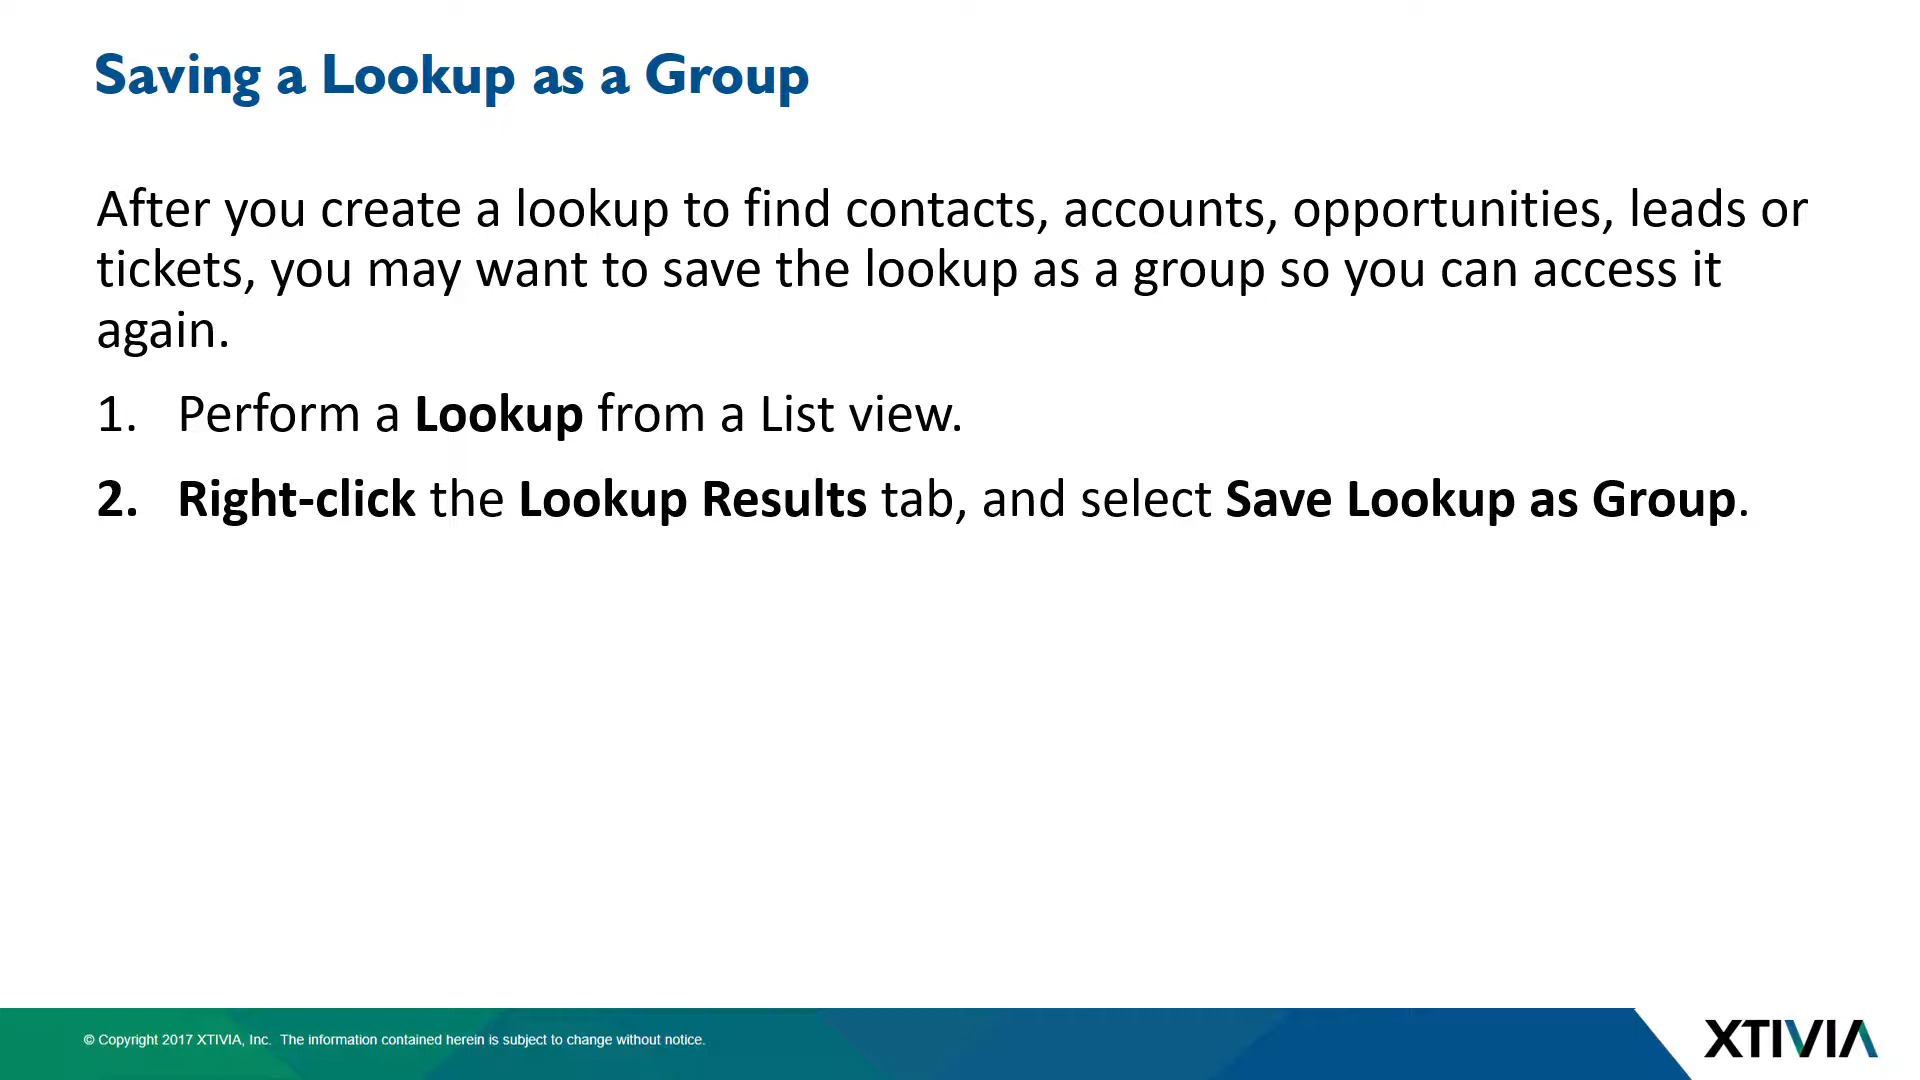 Saving a Lookup as a Group
After you create a lookup to find contacts, accounts, opportunities, leads or
tickets, you may want to save the lookup as a group so you can access it
again.
1. Perform a Lookup from a List view.
2. Right-click the Lookup Results tab, and select Save Lookup as Group.
© Copyright 2017 XTIVIA, Inc. The information contained herein is subject to change without notice.
XTIVIA